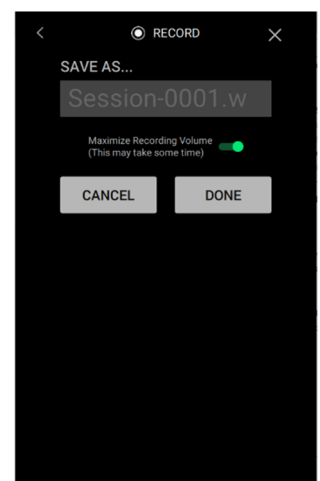 RECORD
SAVE AS...
Session-0001.w
Maximize Recording Volume
(This may take some time)
CANCEL
DONE